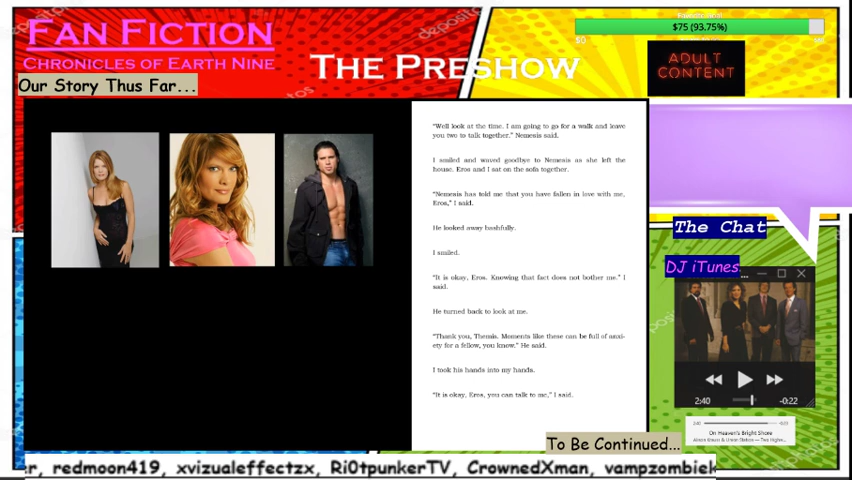 FAN FICTION
CHRONICLES OF EARTH NINE
Our Story Thus Far...
THE PRESHOW
$75 (93.75%)
$0
ADULT
CONTENT
"Well look at the time. I am going to go for a walk and leave
you two to talk together." Nemesis said.
I smiled and waved goodbye to Nemesis as she left the
house. Eros and I sat on the sofa together.
"Nemesis has told me that you have fallen in love with me,
Eros," I said.
He looked away bashfully.
I smiled.
"It is okay, Eros. Knowing that fact does not bother me." I
said.
He turned back to look at me.
"Thank you, Themis. Moments like these can be full of anxi-
ety for a fellow, you know." He said.
I took his hands into my hands.
"It is okay, Eros, you can talk to me," I said.
The Chat
DJ iTunes
...
2:40
-0:22
On Heaven's Bright Shore
To Be Continued...
r, redmoon419, xvizualeffectzx, Ri0tpunkerTV, CrownedXman, vampzombiek